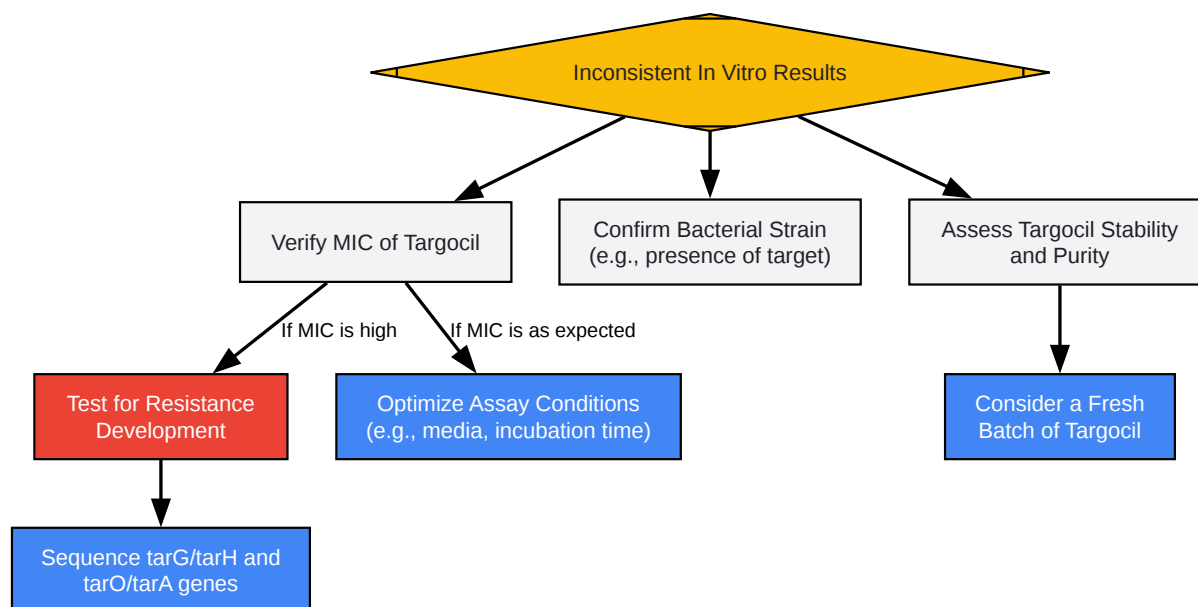 Inconsistent In Vitro Results
Verify MIC of Targocil
Confirm Bacterial Strain
(e.g., presence of target)
Assess Targocil Stability
and Purity
If MIC is high
If MIC is as expected
Test for Resistance
Development
Optimize Assay Conditions
(e.g., media, incubation time)
Consider a Fresh
Batch of Targocil
Sequence tarG/tarH and
tarO/tarA genes